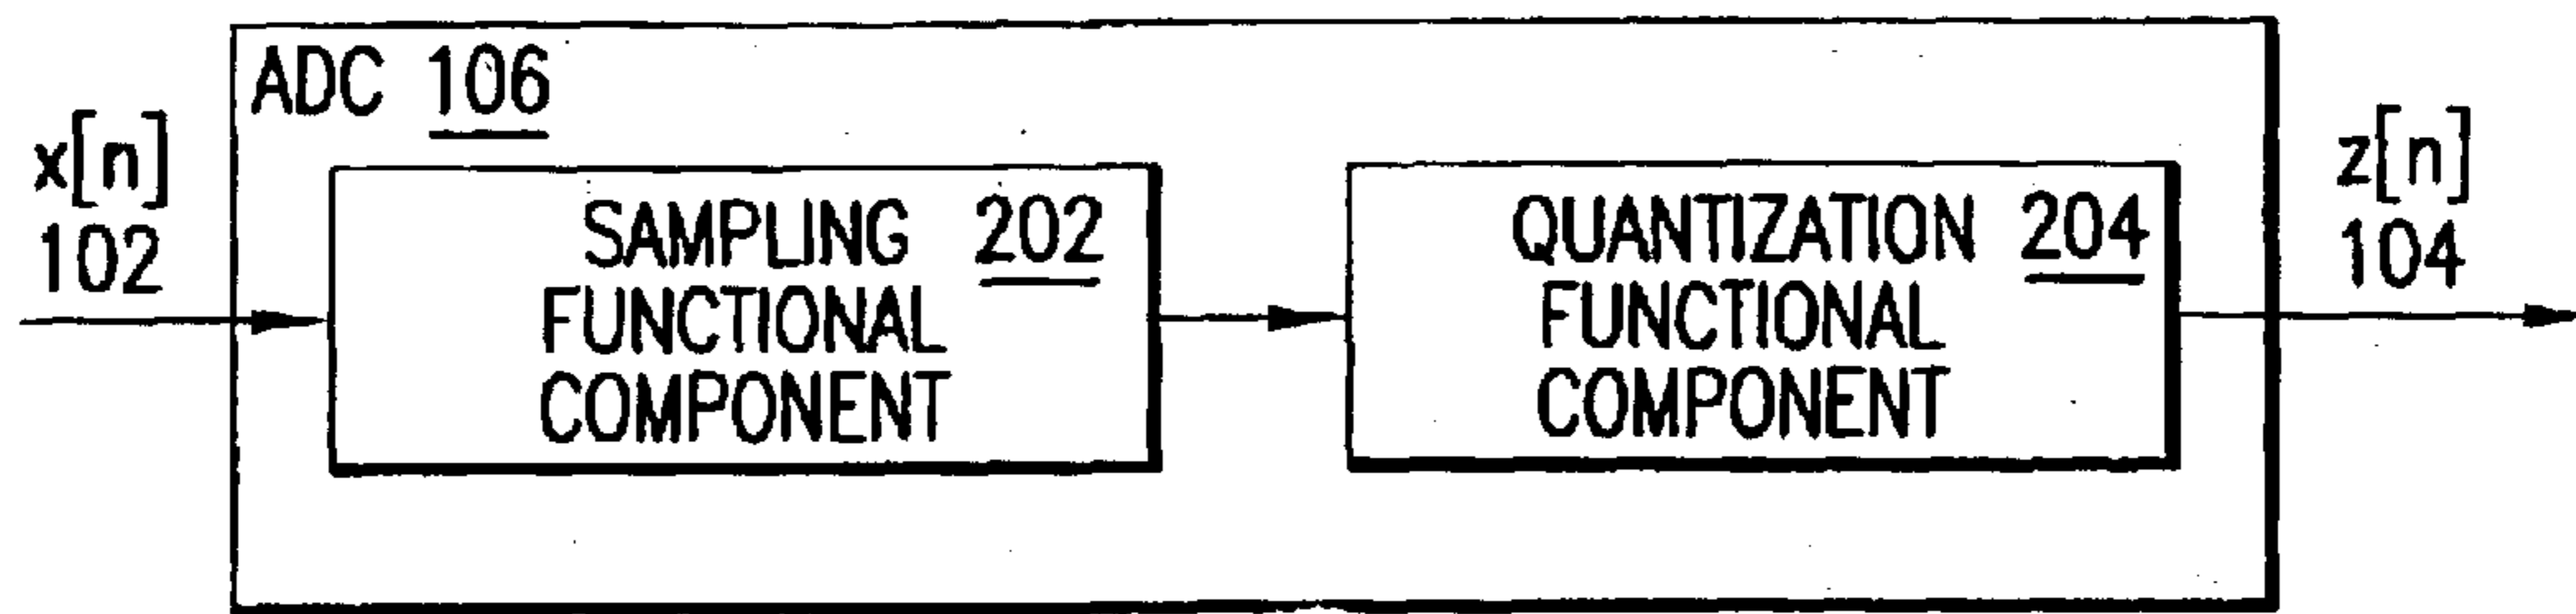 ADC 106
x[n]
102
SAMPLING 202
FUNCTIONAL
COMPONENT
QUANTIZATION 204
FUNCTIONAL
COMPONENT
z[n]
104